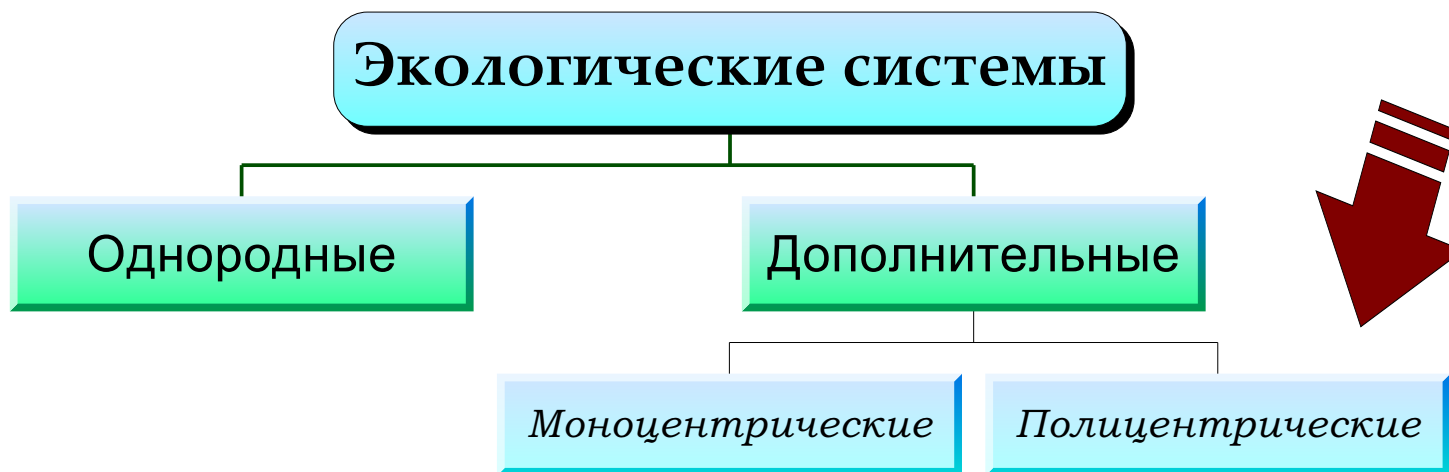 Экологические системы
Однородные
Дополнительные
Моноцентрические
Полицентрические